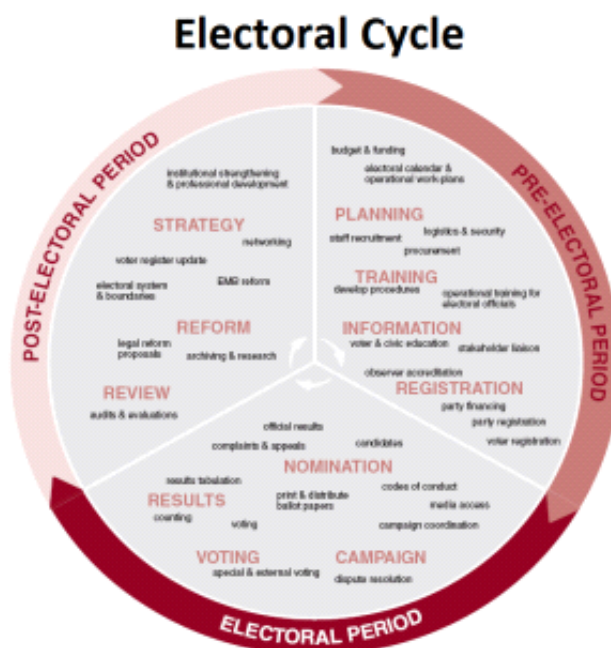 Electoral Cycle
POST-ELECTORAL PERIOD
institutional strengthening
& professional development
STRATEGY
networking
voter register update
electoral system
& boundaries
EMB reform
REFORM
legal reform
proposals
archiving & research
REVIEW
audits & evaluations
PRE-ELECTORAL PERIOD
budget & funding
electoral calendar &
operational work plans
PLANNING
logistics & security
staff recruitment
procurement
TRAINING
develop procedures
operational training for
electoral officials
INFORMATION
voter & civic education
stakeholder liaison
observer accreditation
REGISTRATION
party financing
party registration
voter registration
ELECTORAL PERIOD
official results
complaints & appeals
candidates
NOMINATION
results tabulation
codes of conduct
RESULTS
print & distribute
ballot papers
media access
counting
voting
campaign coordination
VOTING
CAMPAIGN
special & external voting
dispute resolution